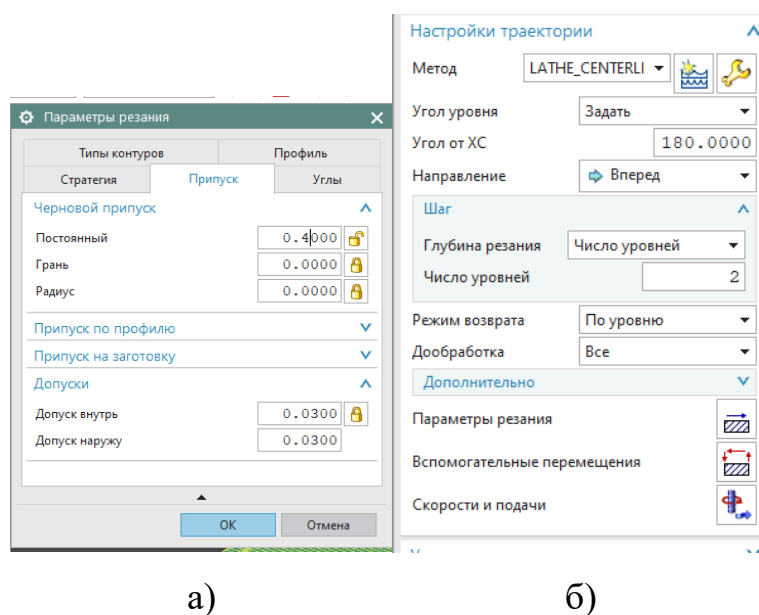 Параметры резания
Типы контуров Профиль
Стратегия Припуск Углы
Черновой припуск
Постоянный 0.4000
Грань 0.0000
Радиус 0.0000
Припуск по профилю
Припуск на заготовку
Допуски
Допуск внутрь 0.0300
Допуск наружу 0.0300
ОК Отмена
а)
Настройки траектории
Метод LATHE_CENTERLI
Угол уровня Задать
Угол от XC 180.0000
Направление Вперед
Шаг
Глубина резания Число уровней
Число уровней 2
Режим возврата По уровню
Дообработка Все
Дополнительно
Параметры резания
Вспомогательные перемещения
Скорости и подачи
б)